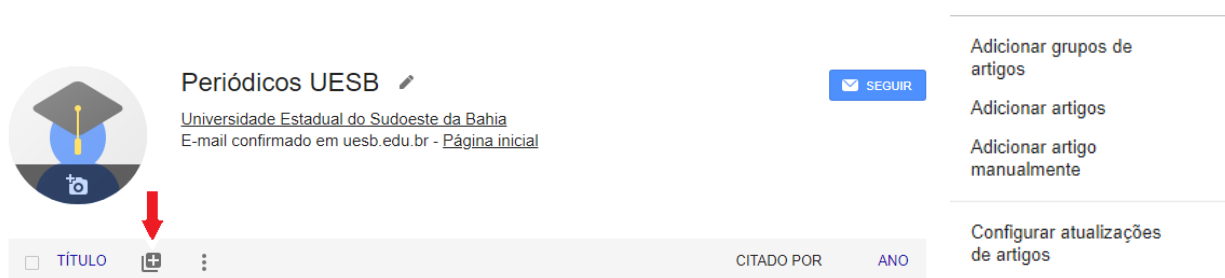 Periódicos UESB
SEGUIR
Universidade Estadual do Sudoeste da Bahia
E-mail confirmado em uesb.edu.br - Página inicial
TÍTULO
CITADO POR
ANO
Adicionar grupos de
artigos
Adicionar artigos
Adicionar artigo
manualmente
Configurar atualizações
de artigos